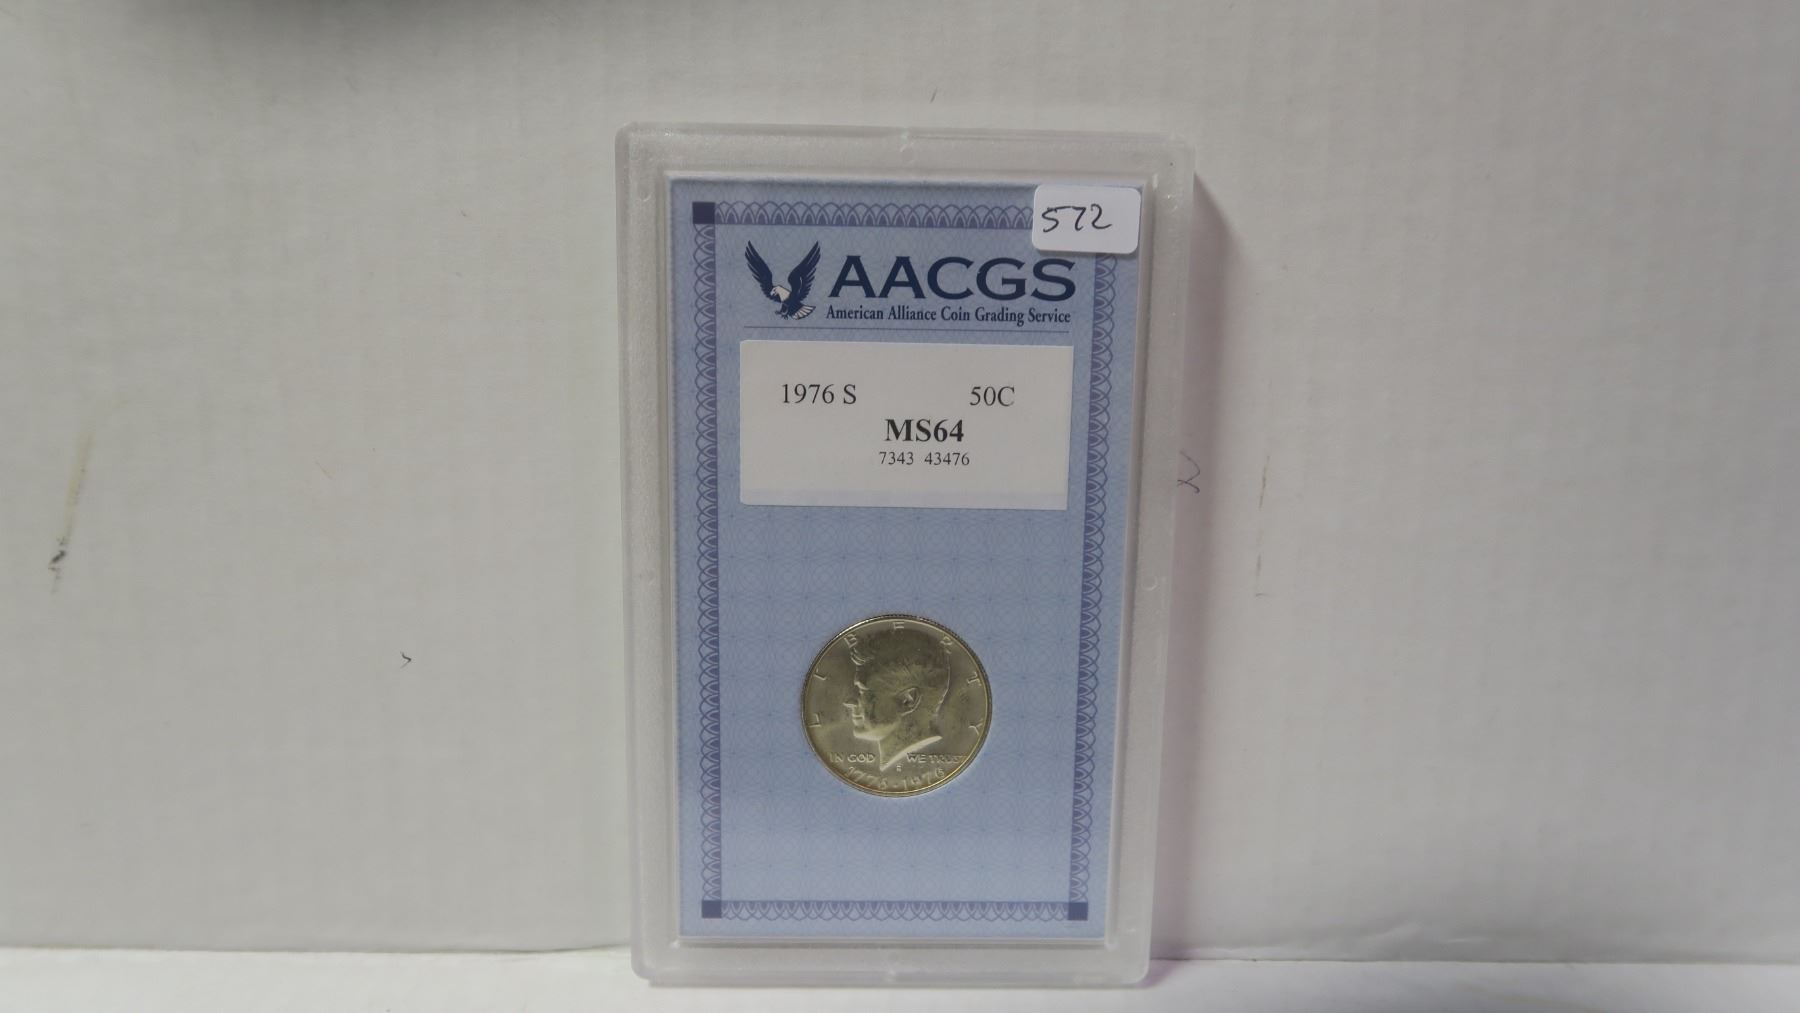 572
AACGS
American Alliance Coin Grading Service
1976 S 50C
MS64
7343 43476
LIBERTY
IN GOD WE TRUST
S
1776-1976